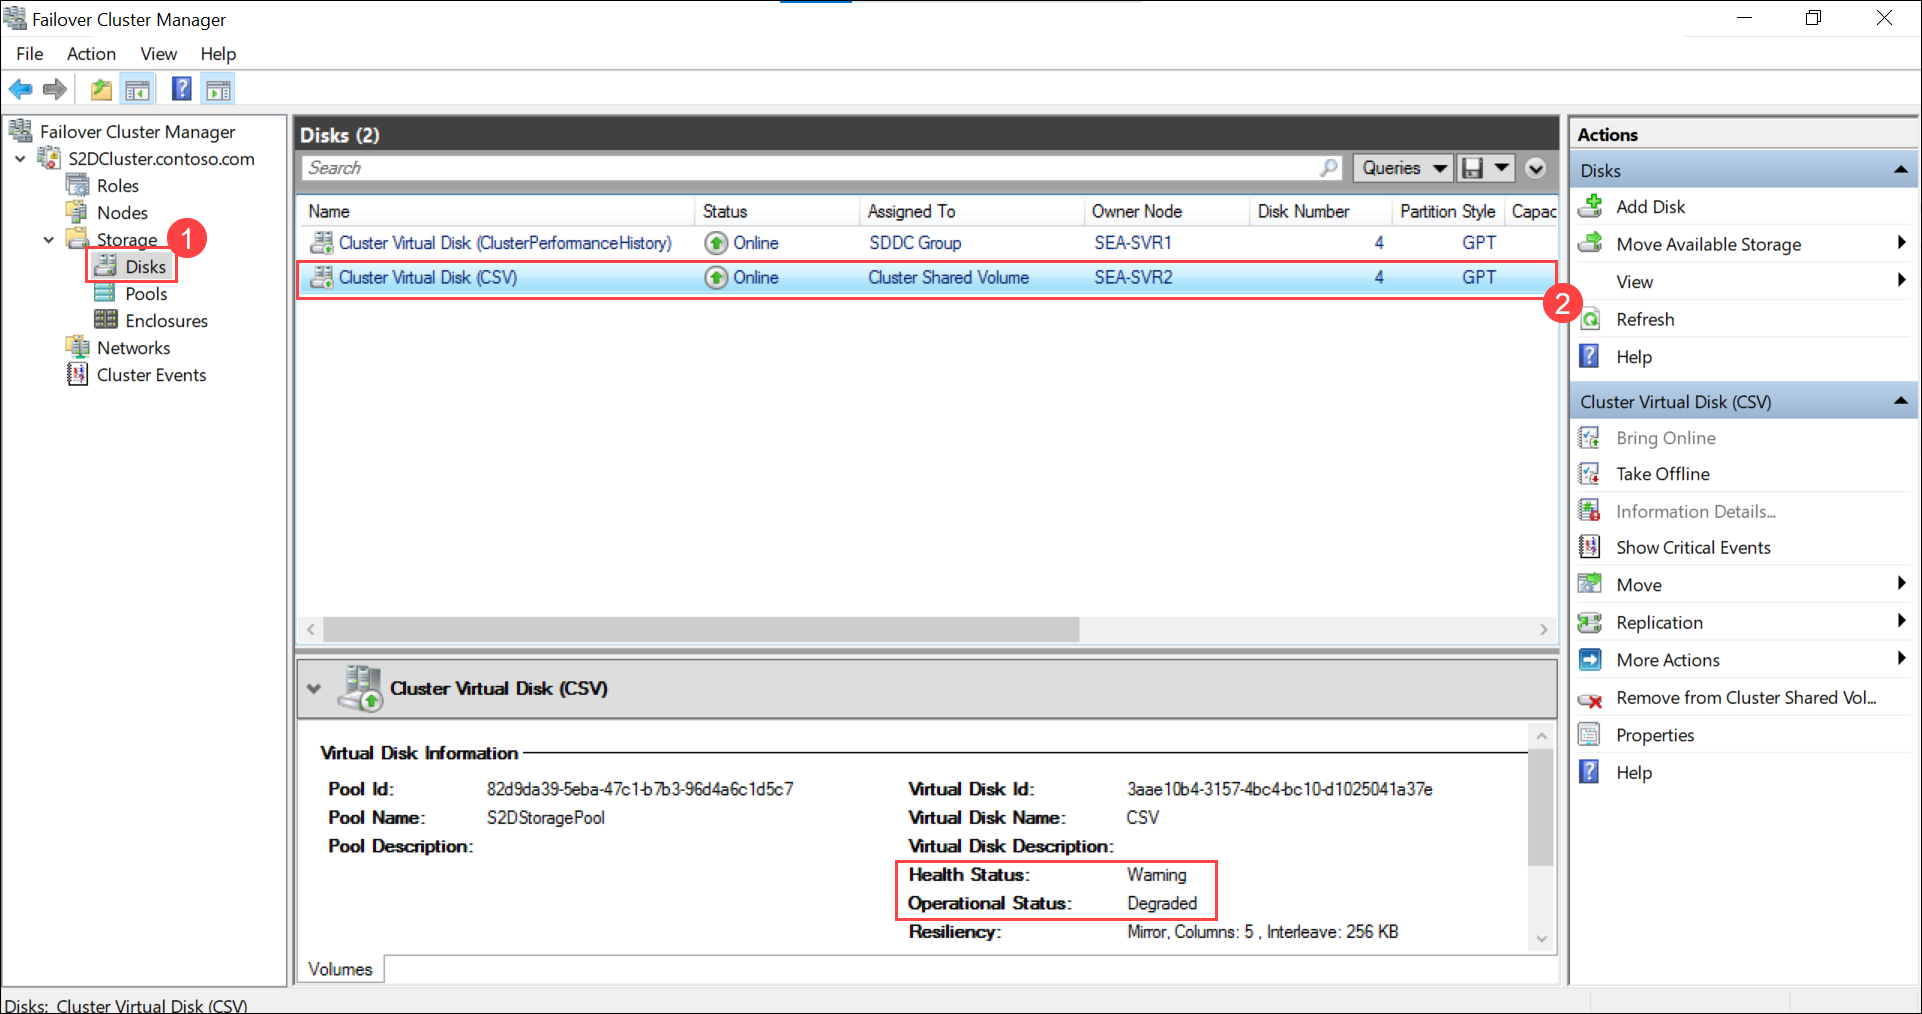 Failover Cluster Manager
File Action View Help
Failover Cluster Manager
S2DCluster.contoso.com
Roles
Nodes
Storage
1
Disks
Pools
Enclosures
Networks
Cluster Events
Disks (2)
Search
Queries
Name Status Assigned To Owner Node Disk Number Partition Style Capac
Cluster Virtual Disk (ClusterPerformanceHistory) Online SDDC Group SEA-SVR1 4 GPT
Cluster Virtual Disk (CSV) Online Cluster Shared Volume SEA-SVR2 4 GPT
2
Cluster Virtual Disk (CSV)
Virtual Disk Information
Pool Id: 82d9da39-5eba-47c1-b7b3-96d4a6c1d5c7 Virtual Disk Id: 3aae10b4-3157-4bc4-bc10-d1025041a37e
Pool Name: S2DStoragePool Virtual Disk Name: CSV
Pool Description: Virtual Disk Description:
Health Status: Warning
Operational Status: Degraded
Resiliency: Mirror, Columns: 5 , Interleave: 256 KB
Volumes
Actions
Disks
Add Disk
Move Available Storage
View
Refresh
Help
Cluster Virtual Disk (CSV)
Bring Online
Take Offline
Information Details...
Show Critical Events
Move
Replication
More Actions
Remove from Cluster Shared Vol...
Properties
Help
Disks: Cluster Virtual Disk (CSV)